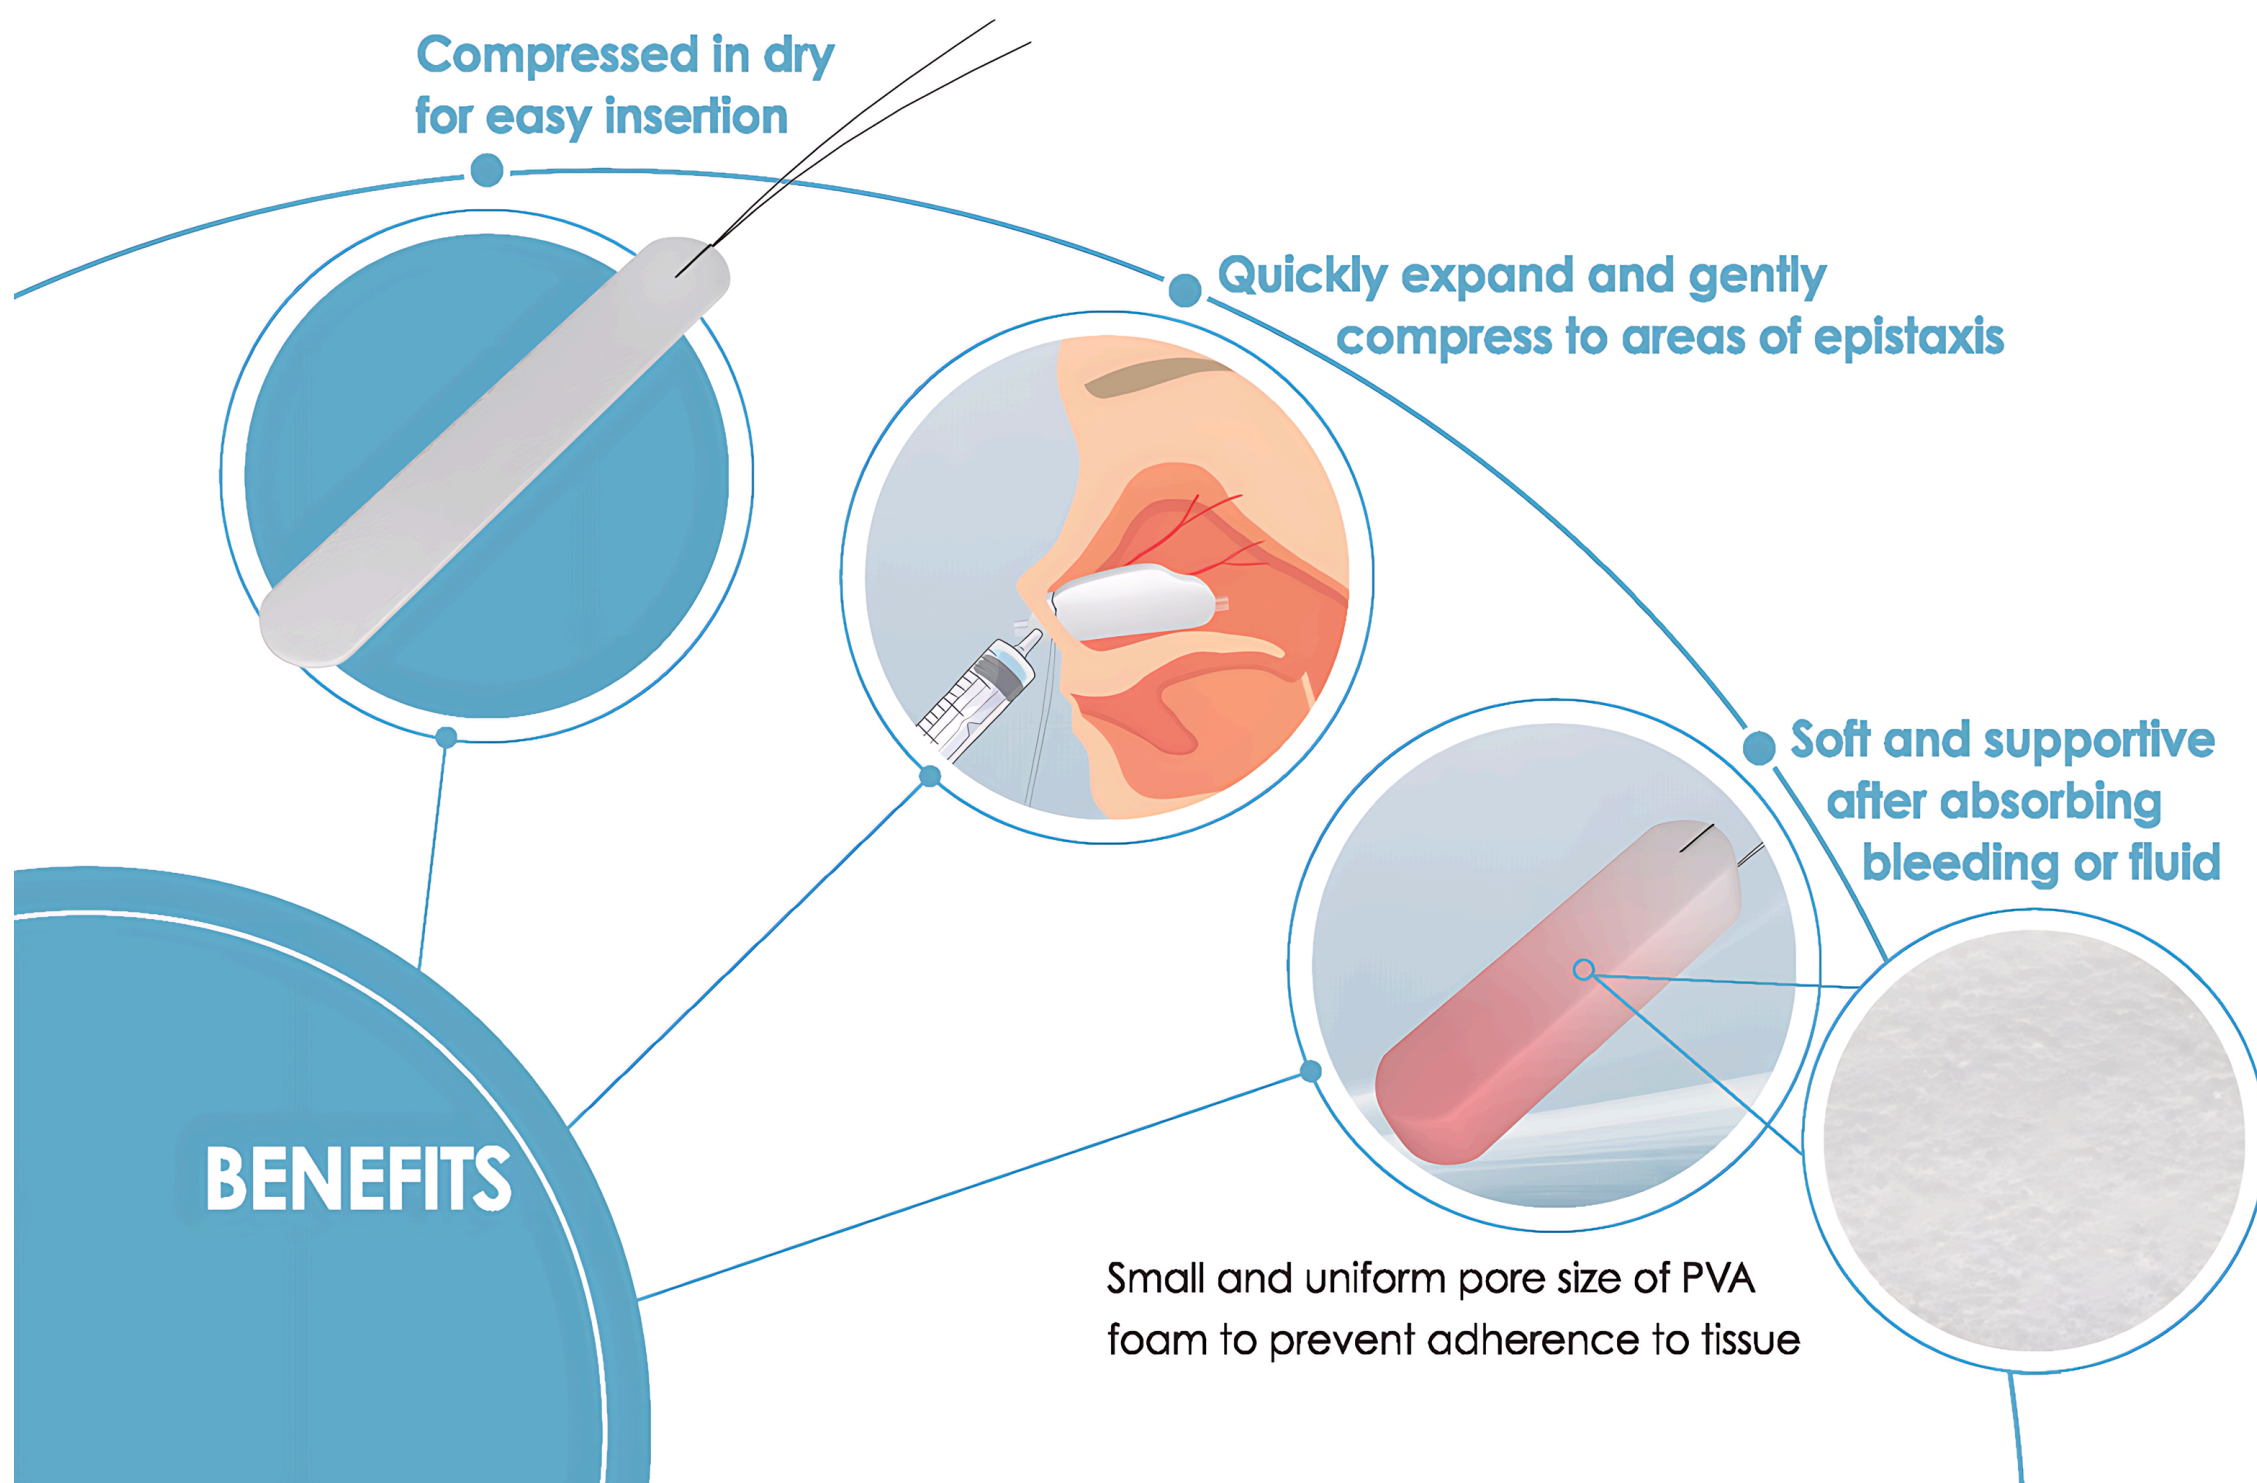 Compressed in dry
for easy insertion
Quickly expand and gently
compress to areas of epistaxis
Soft and supportive
after absorbing
bleeding or fluid
BENEFITS
Small and uniform pore size of PVA
foam to prevent adherence to tissue